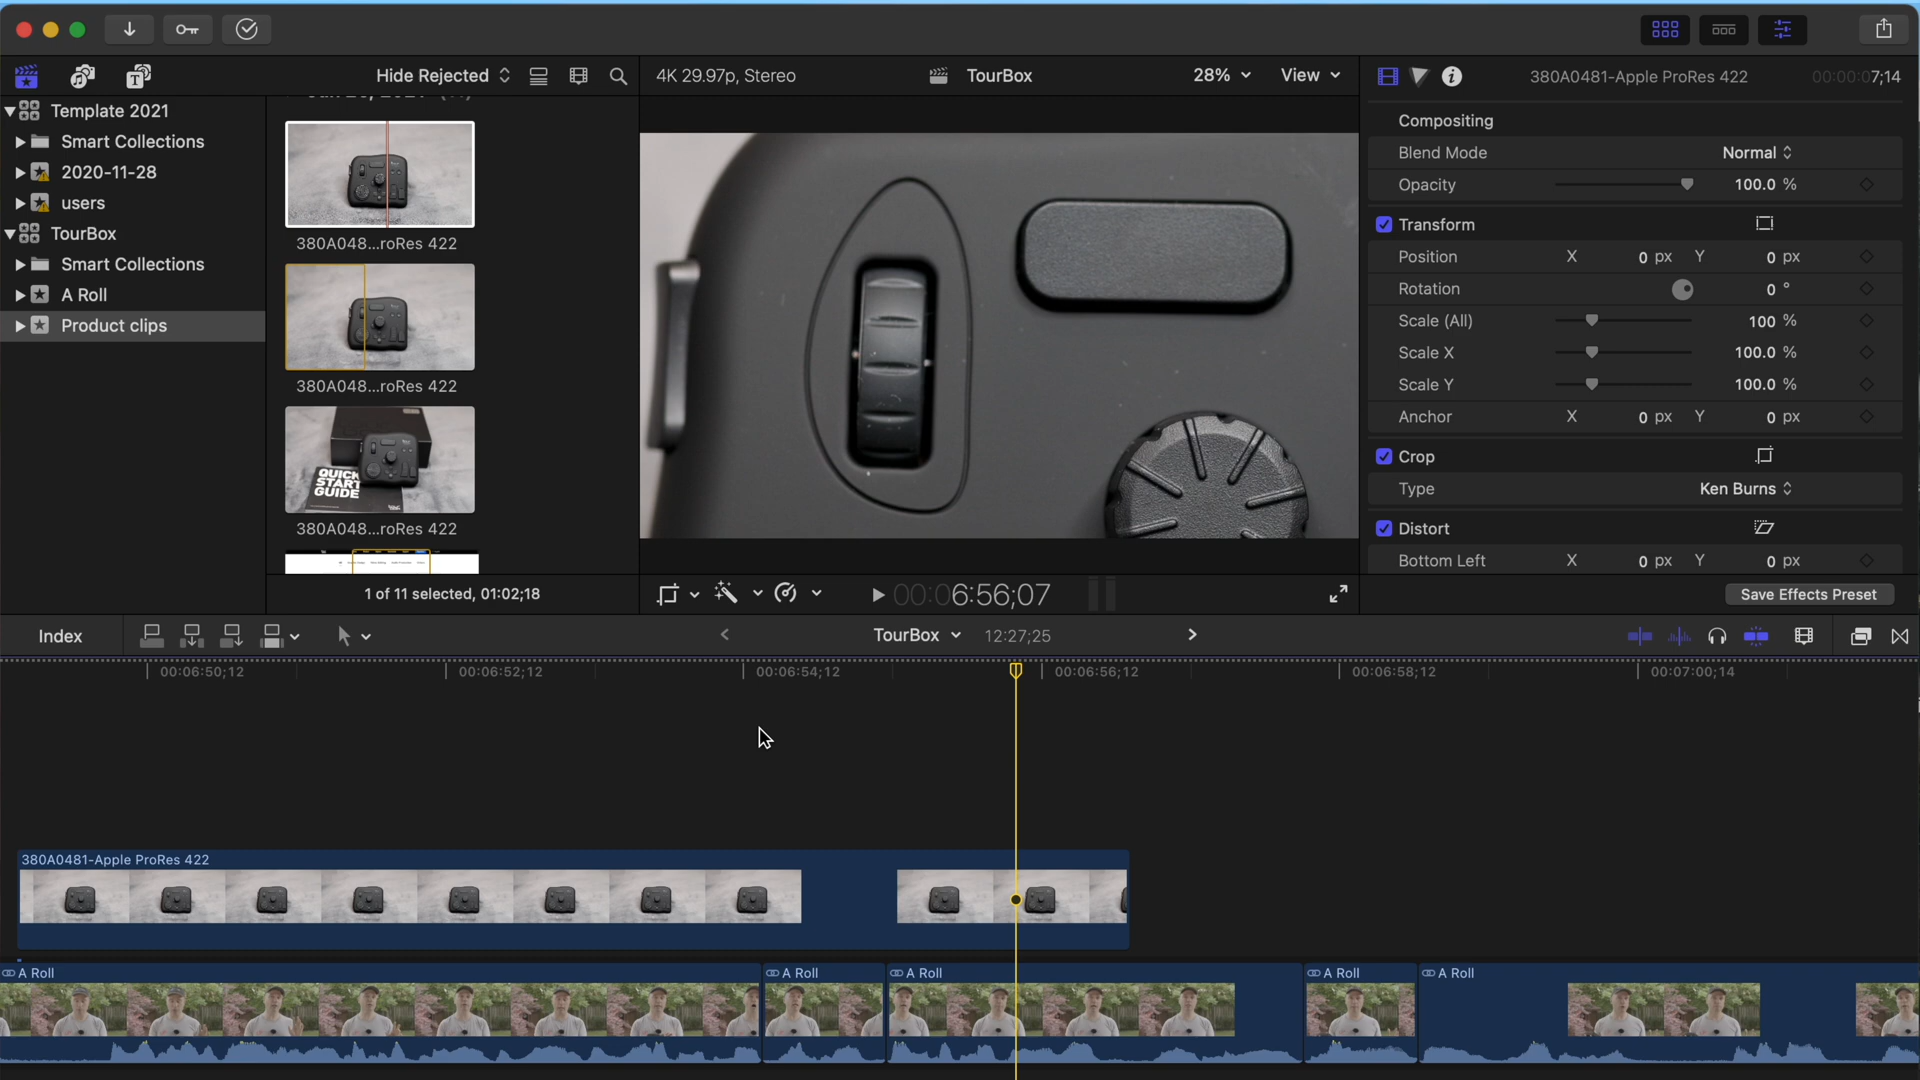 Hide Rejected
4K 29.97p, Stereo
TourBox
28%
View
380A0481-Apple ProRes 422
00:00:07;14
Template 2021
Smart Collections
2020-11-28
users
TourBox
Smart Collections
A Roll
Product clips
380A048...roRes 422
380A048...roRes 422
QUICK
START
GUIDE
380A048...roRes 422
1 of 11 selected, 01:02;18
00:06:56;07
Compositing
Blend Mode Normal
Opacity 100.0 %
Transform
Position X 0 px Y 0 px
Rotation 0 °
Scale (All) 100 %
Scale X 100.0 %
Scale Y 100.0 %
Anchor X 0 px Y 0 px
Crop
Type Ken Burns
Distort
Bottom Left X 0 px Y 0 px
Save Effects Preset
Index
TourBox 12:27;25
00:06:50;12 00:06:52;12 00:06:54;12 00:06:56;12 00:06:58;12 00:07:00;14
380A0481-Apple ProRes 422
A Roll A Roll A Roll A Roll A Roll